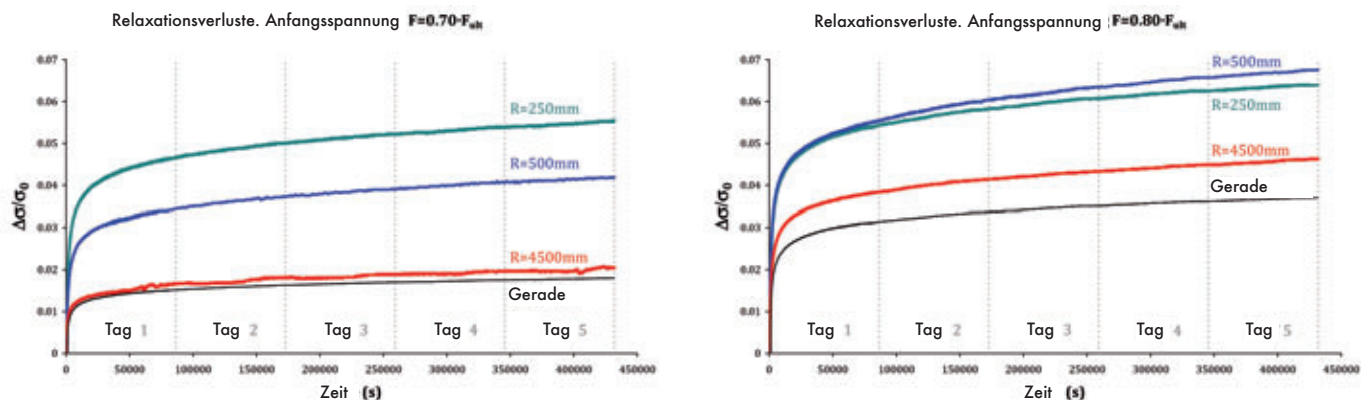 Relaxationsverluste. Anfangsspannung F=0.70·Fult
0.07
0.06
0.05
0.04
0.03
0.02
0.01
0
Δσ/σ0
R=250mm
R=500mm
R=4500mm
Gerade
Tag 1
Tag 2
Tag 3
Tag 4
Tag 5
0 50000 100000 150000 200000 250000 300000 350000 400000 450000
Zeit (s)
Relaxationsverluste. Anfangsspannung F=0.80·Fult
0.07
0.06
0.05
0.04
0.03
0.02
0.01
0
Δσ/σ0
R=500mm
R=250mm
R=4500mm
Gerade
Tag 1
Tag 2
Tag 3
Tag 4
Tag 5
0 50000 100000 150000 200000 250000 300000 350000 400000 450000
Zeit (s)